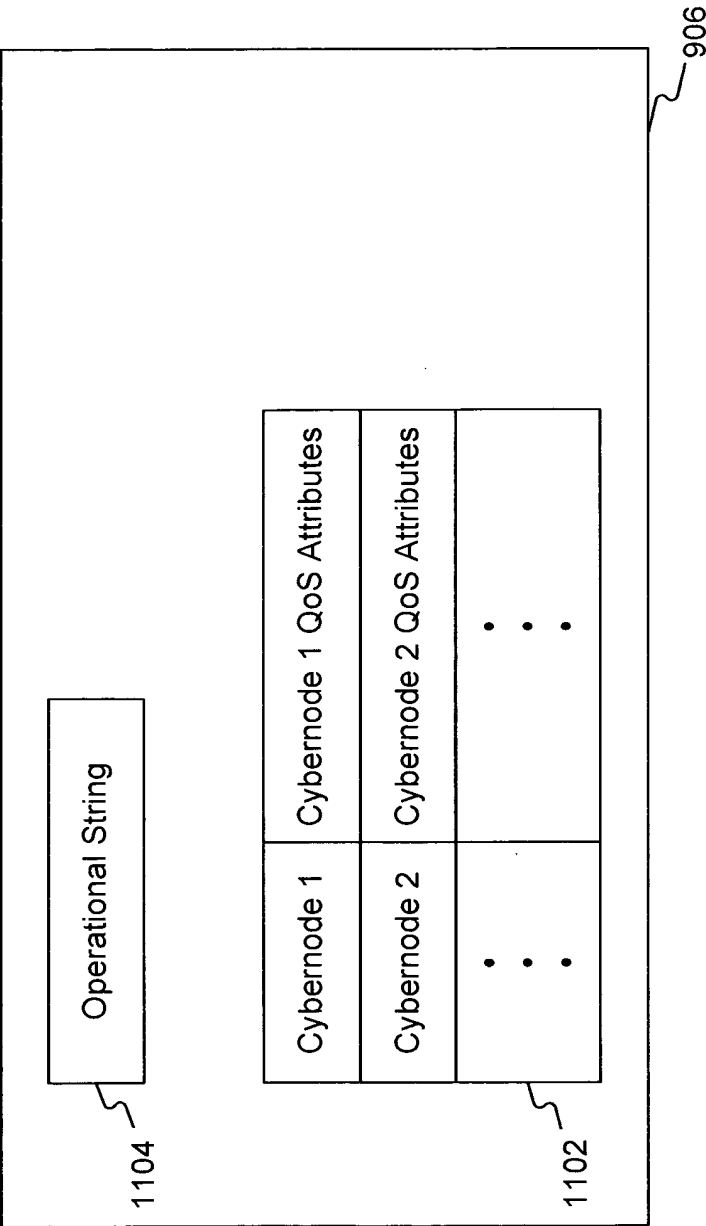 906
1104
Operational String
Cybernode 1 Cybernode 1 QoS Attributes
Cybernode 2 Cybernode 2 QoS Attributes
1102